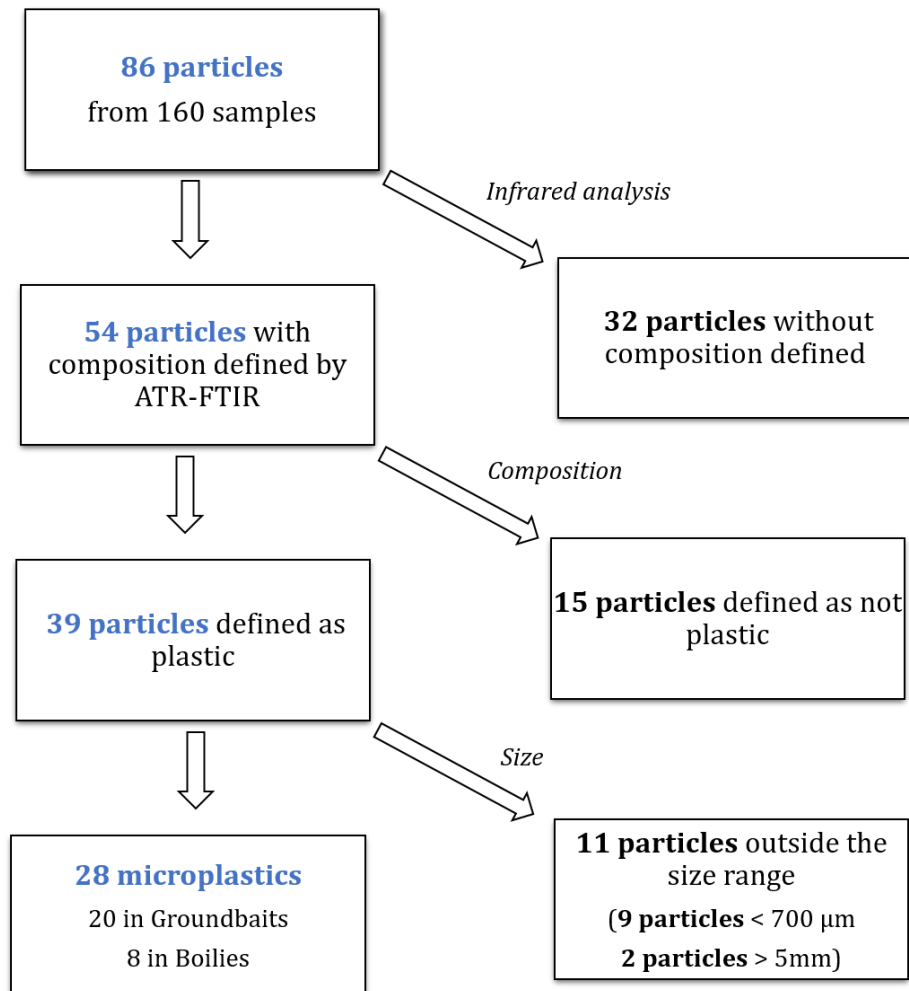 86 particles
from 160 samples
Infrared analysis
54 particles with
composition defined by
ATR-FTIR
32 particles without
composition defined
Composition
39 particles defined as
plastic
15 particles defined as not
plastic
Size
28 microplastics
20 in Groundbaits
8 in Boilies
11 particles outside the
size range
(9 particles < 700 μm
2 particles > 5mm)